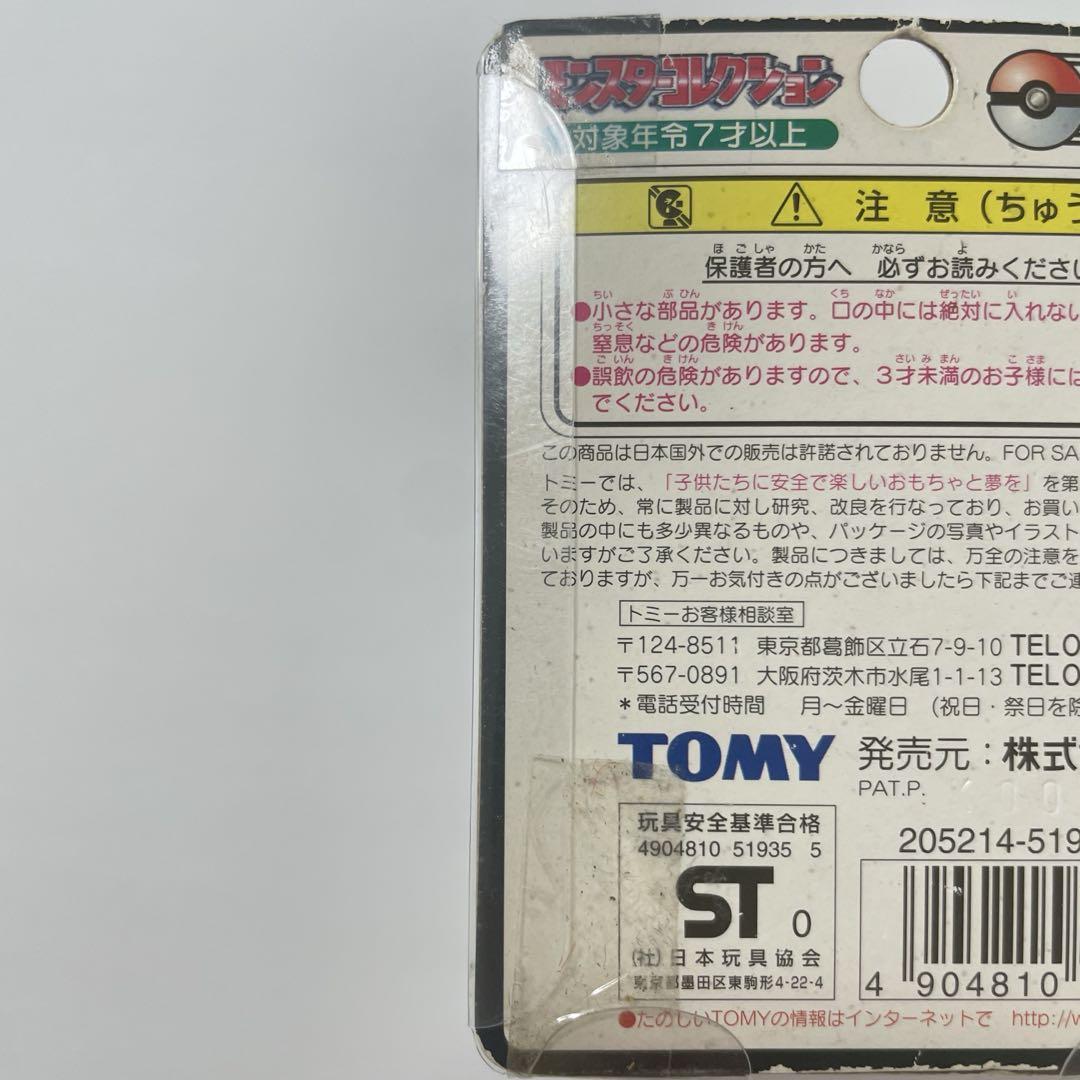 モンスターコレクション
対象年令7才以上
注 意(ちゅう
ほごしゃ かた かなら よ
保護者の方へ 必ずお読みください
ちい ぶひん くち なか ぜったい い
●小さな部品があります。口の中には絶対に入れない
ちっそく きけん
窒息などの危険があります。
ごいん きけん さいみまん こさま
●誤飲の危険がありますので、3才未満のお子様には
でください。
この商品は日本国外での販売は許諾されておりません。FOR SA
トミーでは、「子供たちに安全で楽しいおもちゃと夢を」を第
そのため、常に製品に対し研究、改良を行なっており、お買い
製品の中にも多少異なるものや、パッケージの写真やイラスト
いますがご了承ください。製品につきましては、万全の注意を
ておりますが、万一お気付きの点がございましたら下記までご連
トミーお客様相談室
〒124-8511 東京都葛飾区立石7-9-10 TEL0
〒567-0891 大阪府茨木市水尾1-1-13 TEL0
*電話受付時間 月〜金曜日 (祝日・祭日を除
TOMY 発売元:株式
PAT.P.
玩具安全基準合格
4904810 51935 5
ST 0
(社)日本玩具協会
東京都墨田区東駒形4-22-4
205214-519
4 904810
●たのしいTOMYの情報はインターネットで http://w